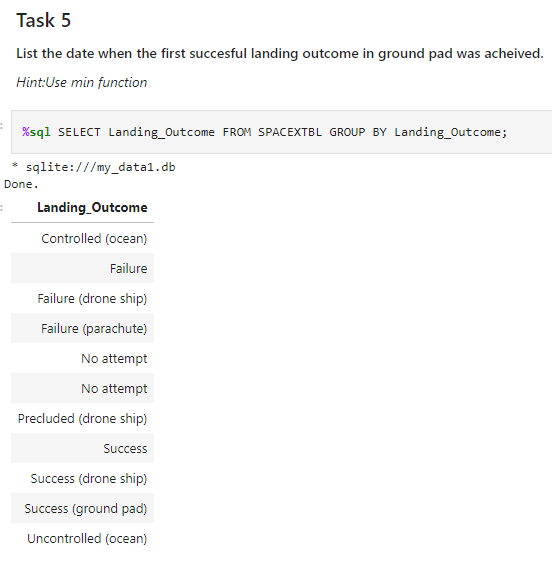 Task 5
List the date when the first succesful landing outcome in ground pad was acheived.
Hint:Use min function
: %sql SELECT Landing_Outcome FROM SPACEXTBL GROUP BY Landing_Outcome;
* sqlite:///my_data1.db
Done.
: Landing_Outcome
Controlled (ocean)
Failure
Failure (drone ship)
Failure (parachute)
No attempt
No attempt
Precluded (drone ship)
Success
Success (drone ship)
Success (ground pad)
Uncontrolled (ocean)